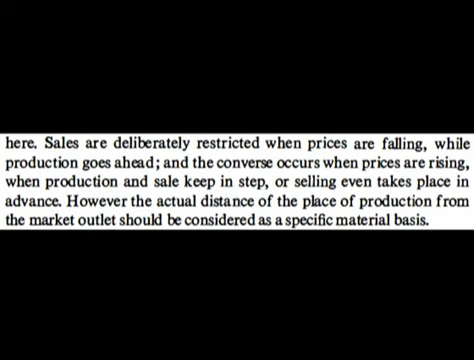 here. Sales are deliberately restricted when prices are falling, while
production goes ahead; and the converse occurs when prices are rising,
when production and sale keep in step, or selling even takes place in
advance. However the actual distance of the place of production from
the market outlet should be considered as a specific material basis.